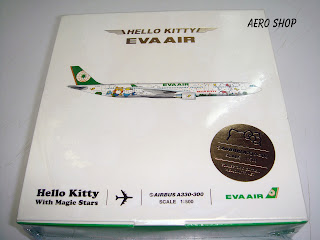 AERO SHOP
HELLO KITTY
EVA AIR
EVA AIR
Hello Kitty
With Magic Stars
AIRBUS A330-300
SCALE 1:500
EVA AIR